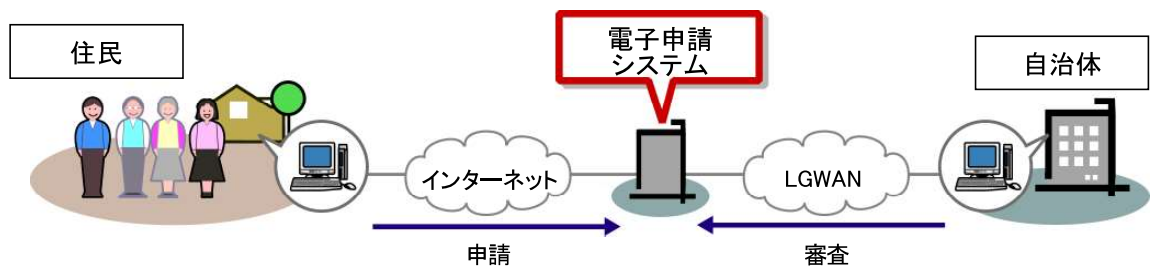 住民
電子申請
システム
自治体
インターネット
LGWAN
申請
審査